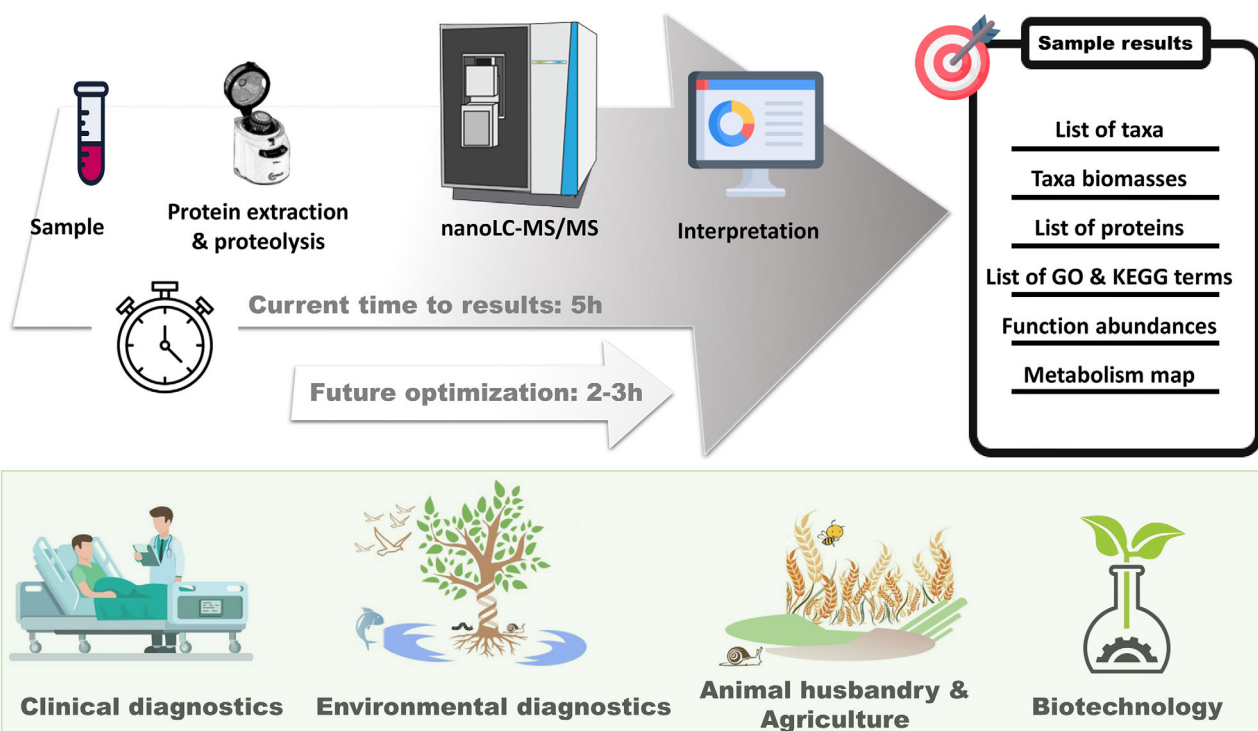 Sample results
List of taxa
Taxa biomasses
List of proteins
List of GO & KEGG terms
Function abundances
Metabolism map
Sample
Protein extraction
& proteolysis
nanoLC-MS/MS
Interpretation
Current time to results: 5h
Future optimization: 2-3h
Clinical diagnostics
Environmental diagnostics
Animal husbandry &
Agriculture
Biotechnology